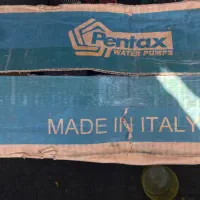 Pentax
WATER PUMPS
MADE IN ITALY